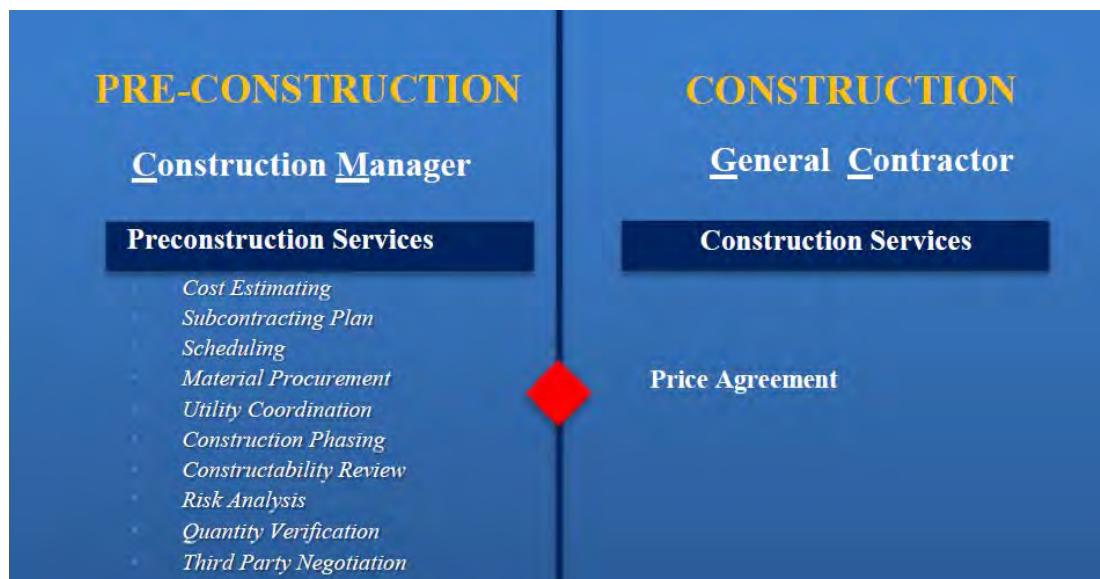 PRE-CONSTRUCTION
Construction Manager
Preconstruction Services
Cost Estimating
Subcontracting Plan
Scheduling
Material Procurement
Utility Coordination
Construction Phasing
Constructability Review
Risk Analysis
Quantity Verification
Third Party Negotiation
CONSTRUCTION
General Contractor
Construction Services
Price Agreement